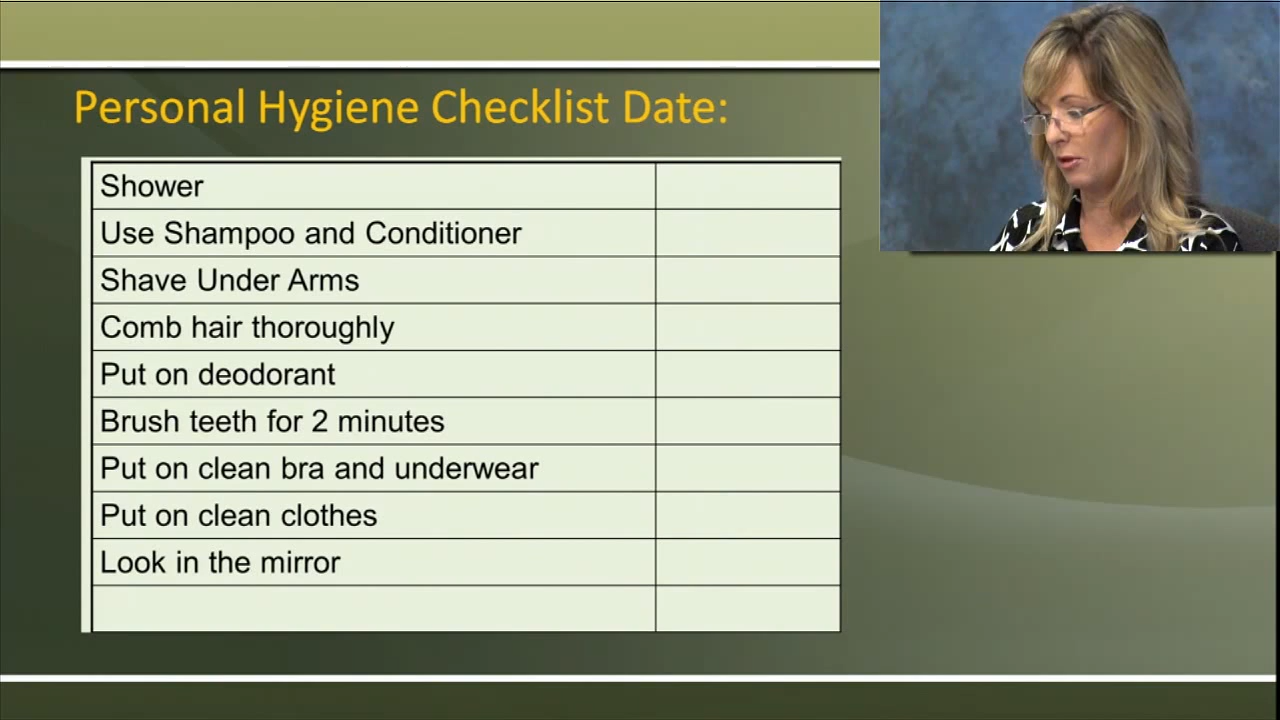 Personal Hygiene Checklist Date:
Shower
Use Shampoo and Conditioner
Shave Under Arms
Comb hair thoroughly
Put on deodorant
Brush teeth for 2 minutes
Put on clean bra and underwear
Put on clean clothes
Look in the mirror